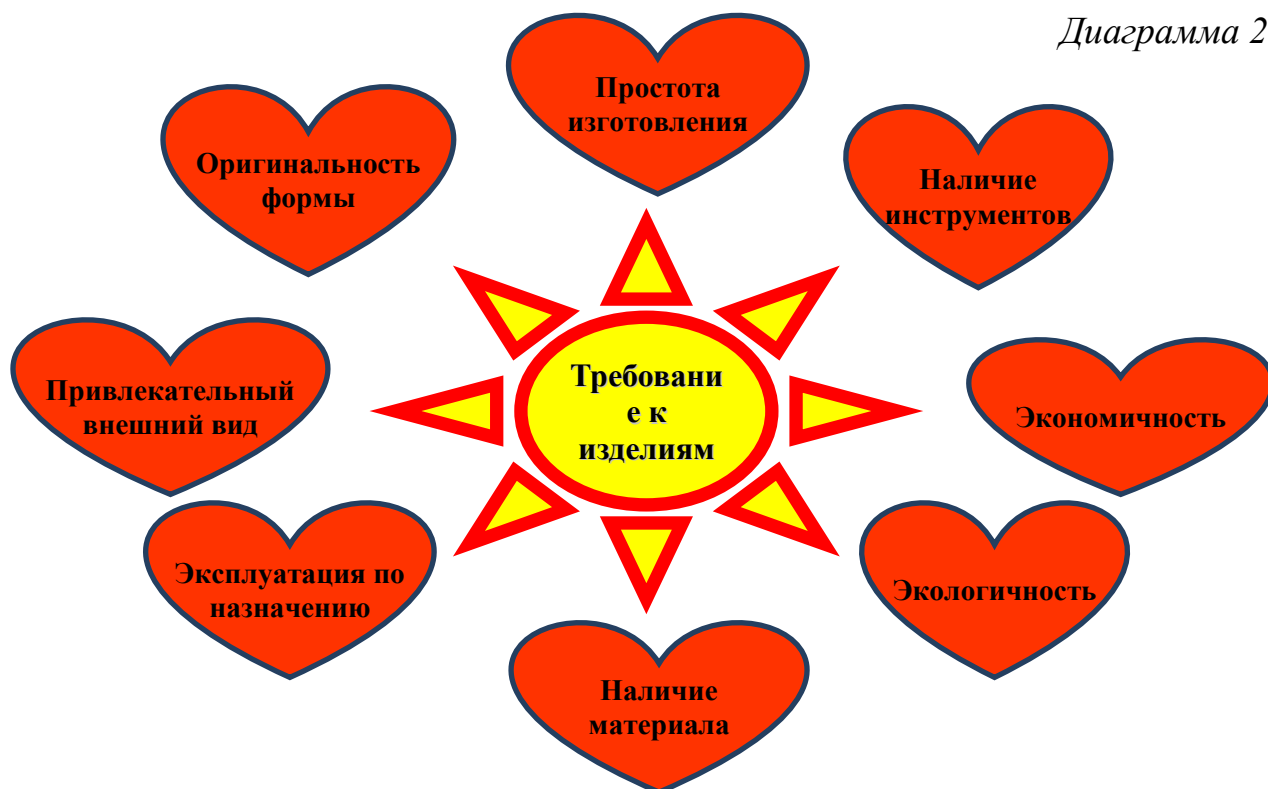 Диаграмма 2
Простота
изготовления
Оригинальность
формы
Наличие
инструментов
Привлекательный
внешний вид
Требовани
е к
изделиям
Экономичность
Эксплуатация по
назначению
Экологичность
Наличие
материала